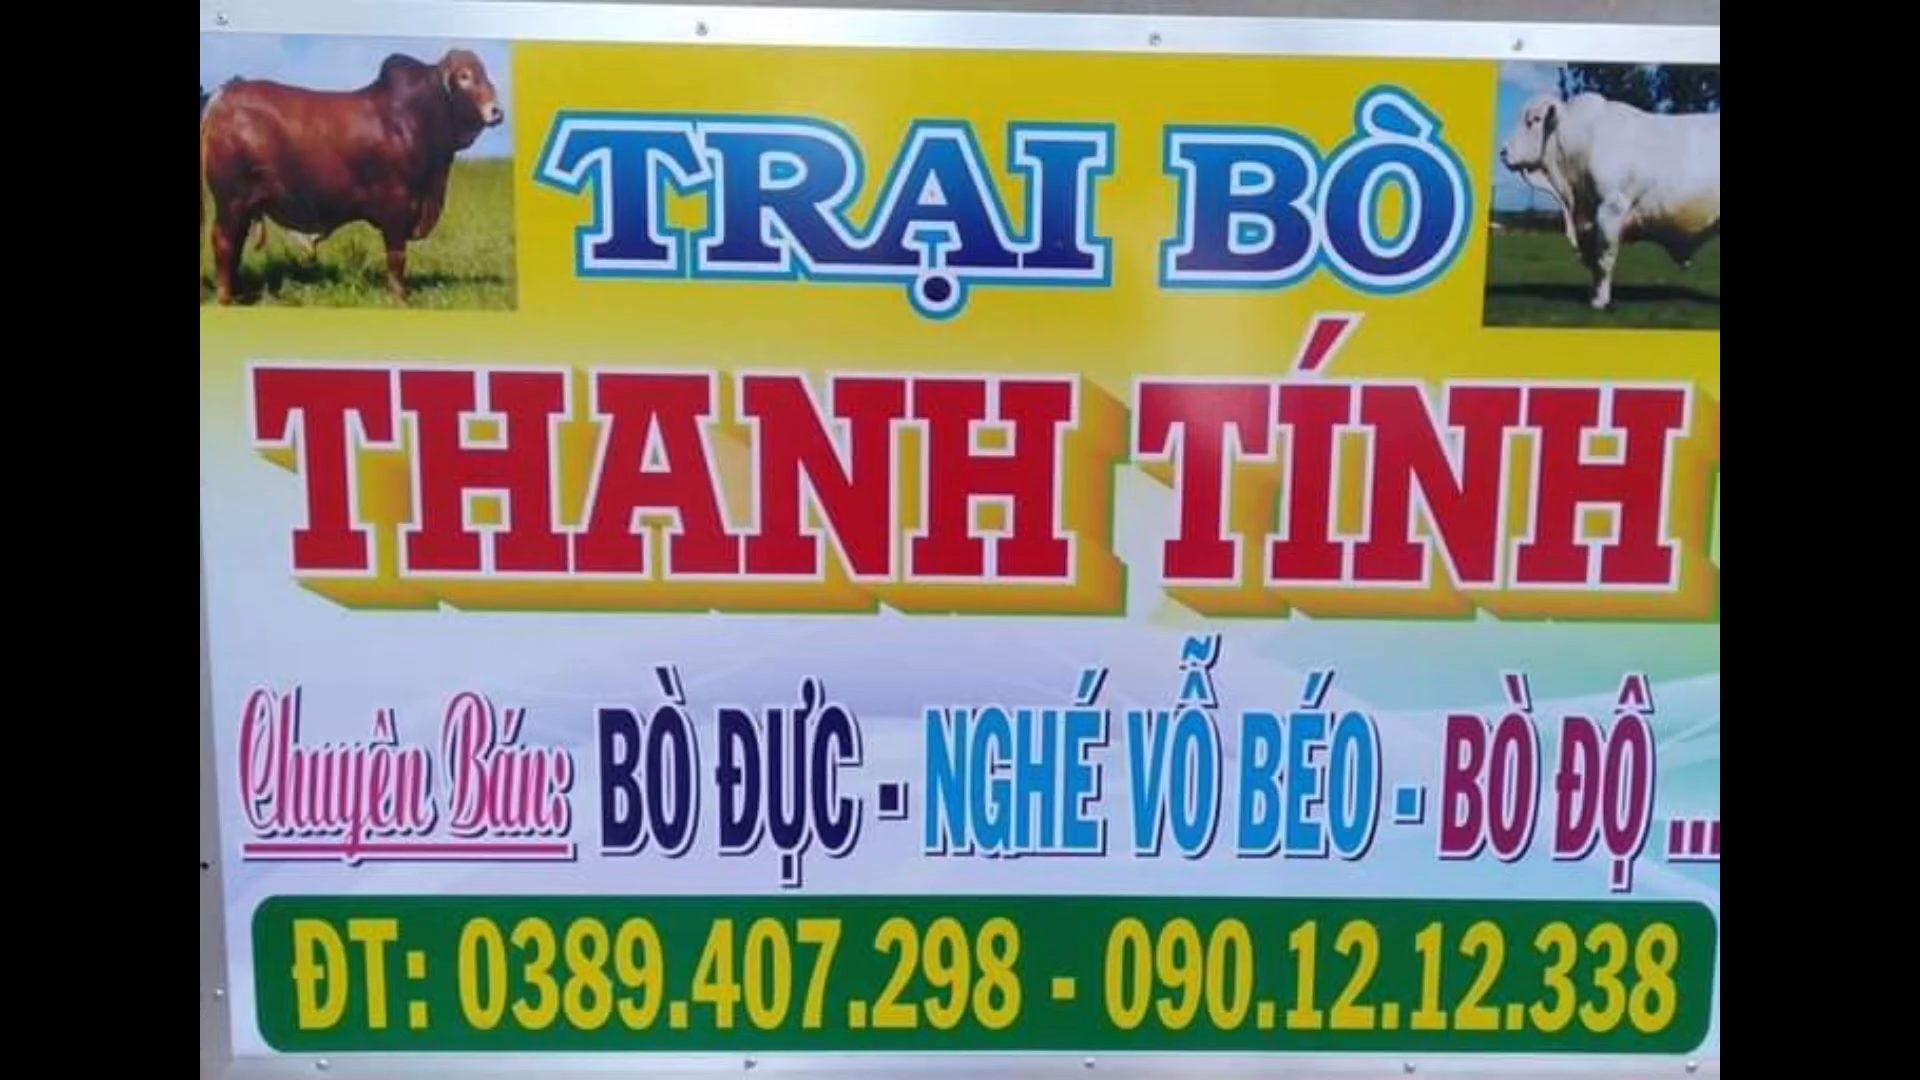 TRẠI BÒ
THANH TÍNH
Chuyên Bán: BÒ ĐỰC - NGHÉ VỖ BÉO - BÒ ĐỘ ...
ĐT: 0389.407.298 - 090.12.12.338